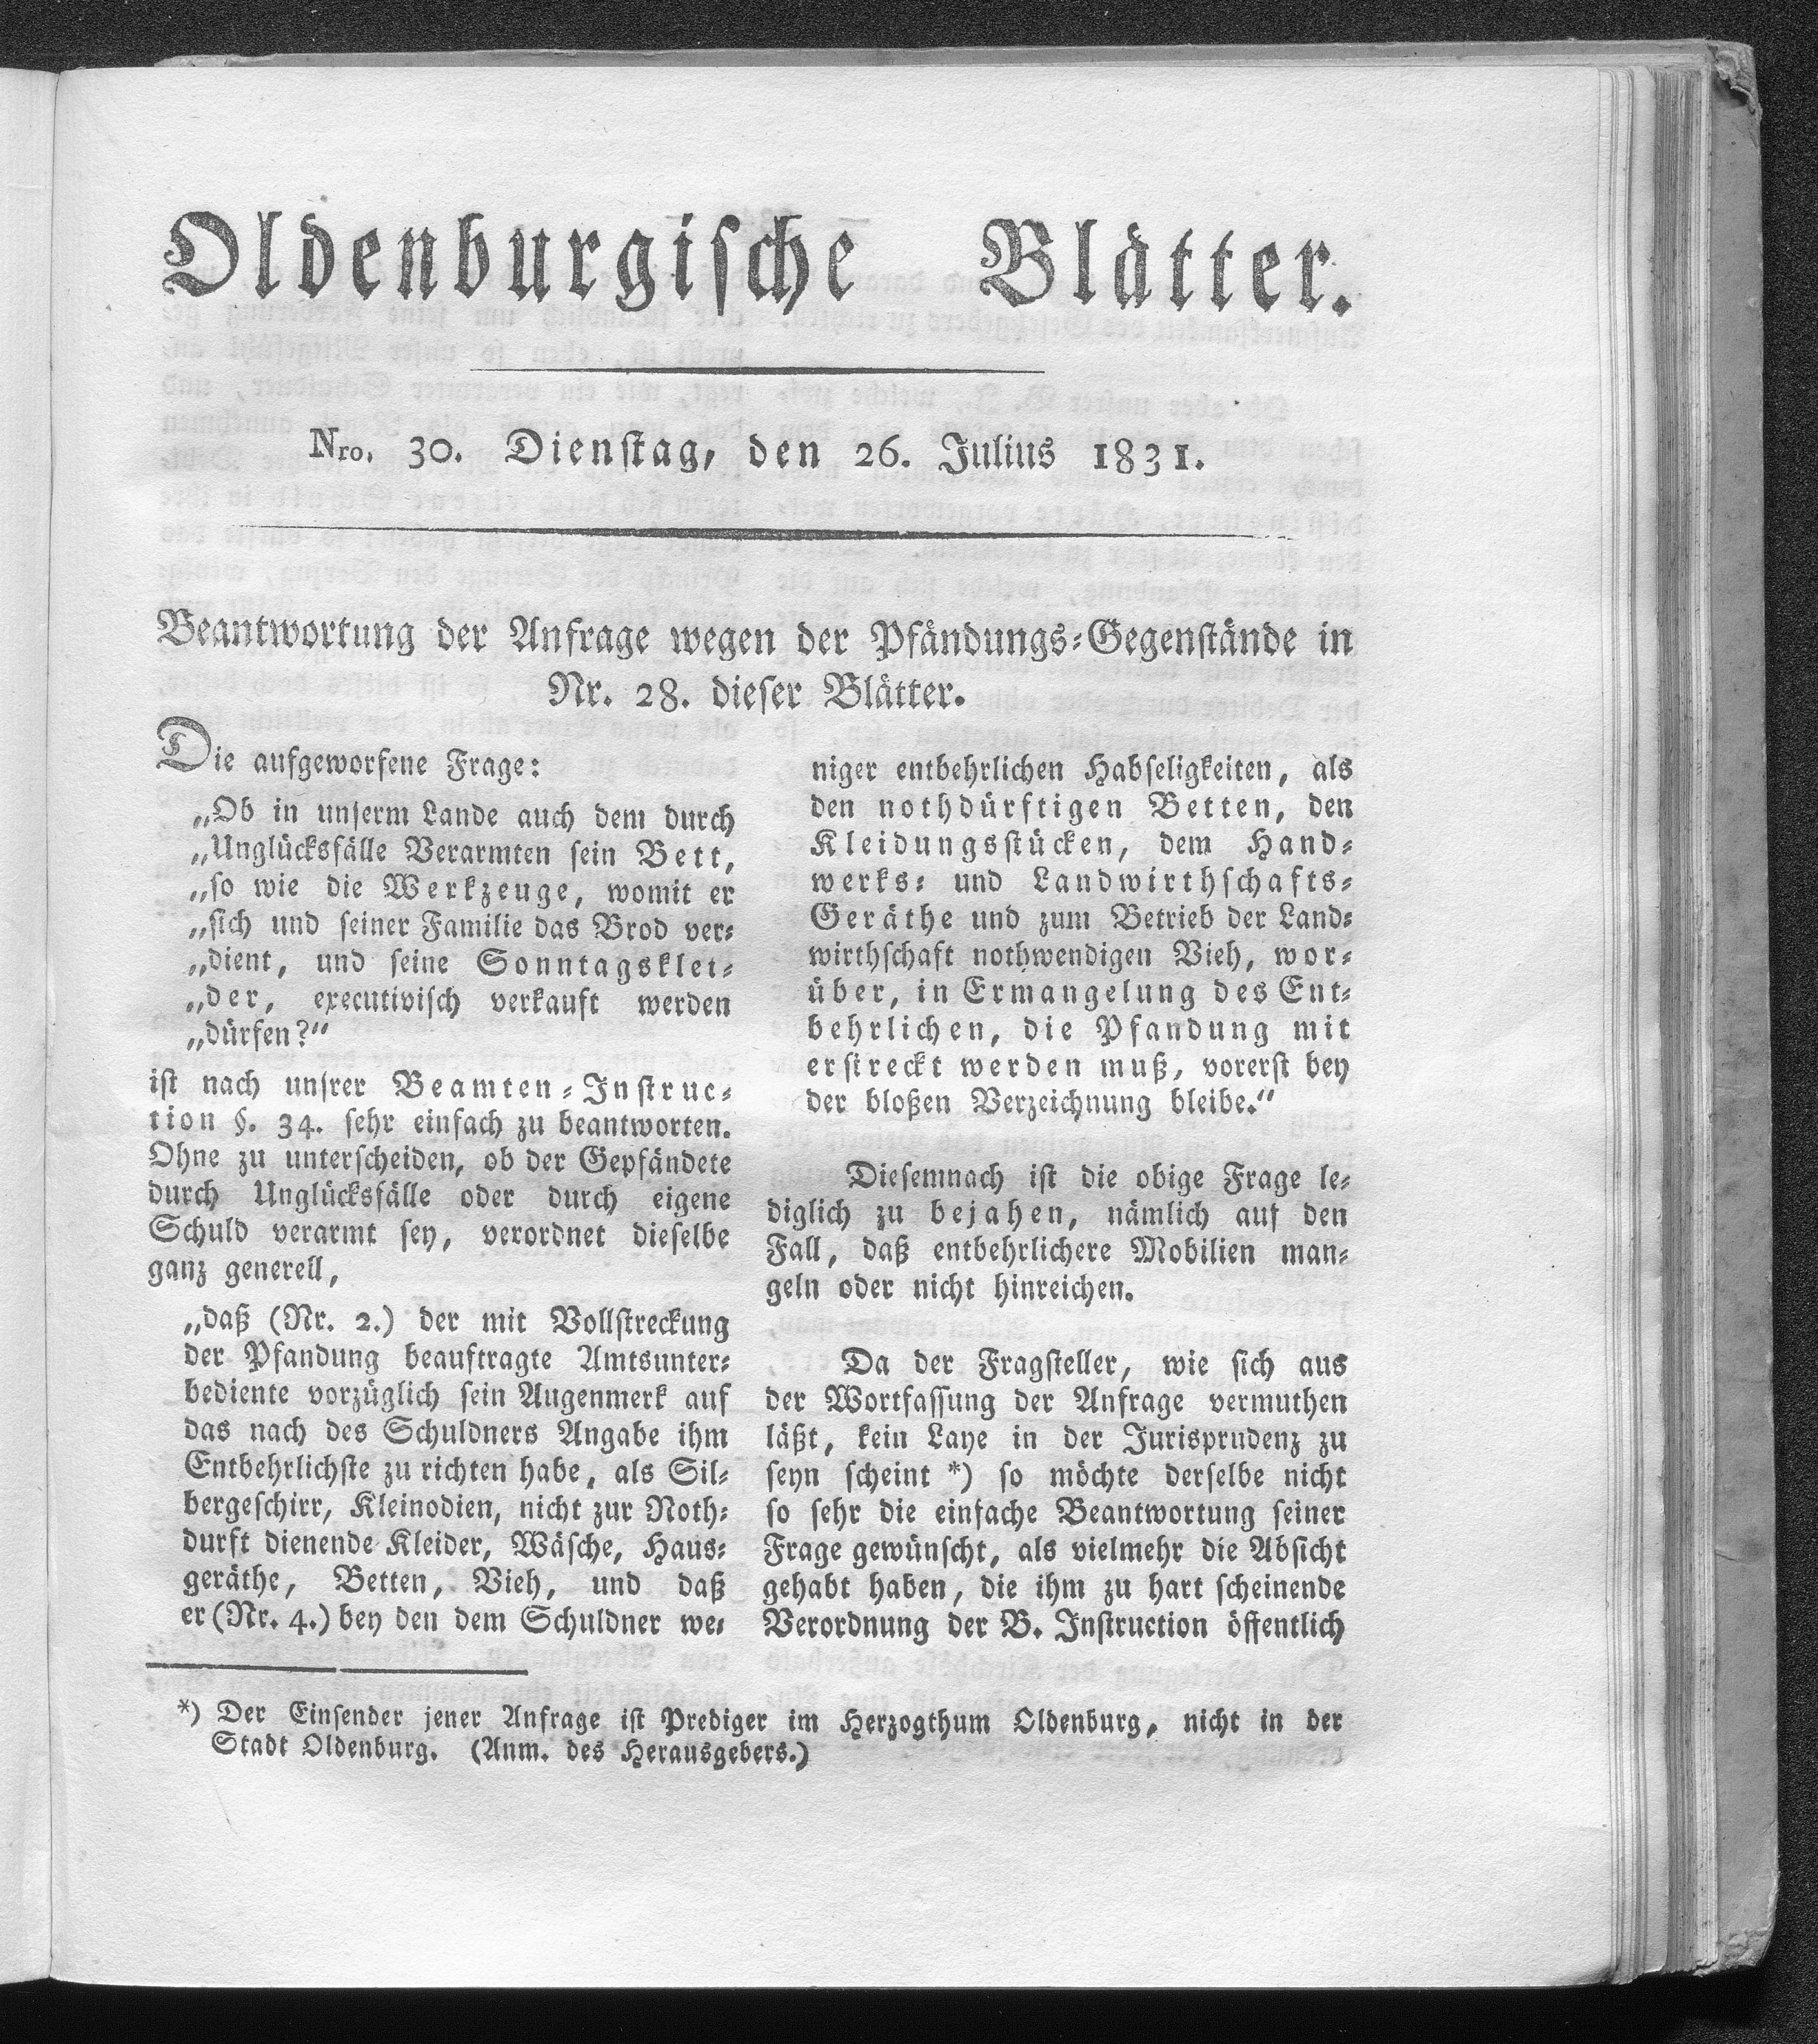 Oldenburgische Blätter.
Nro. 30. Dienstag, den 26. Julius 1831.
Beantwortung der Anfrage wegen der Pfändungs-Gegenstände in
Nr. 28. dieser Blätter.
Die aufgeworfene Frage:
„Ob in unserm Lande auch dem durch
„Unglücksfälle Verarmten sein Bett,
„so wie die Werkzeuge, womit er
„sich und seiner Familie das Brod ver-
„dient, und seine Sonntagsklei-
„der, executivisch verkauft werden
„dürfen?“
ist nach unsrer Beamten-Instruc-
tion §. 34. sehr einfach zu beantworten.
Ohne zu unterscheiden, ob der Gepfändete
durch Unglücksfälle oder durch eigene
Schuld verarmt sey, verordnet dieselbe
ganz generell,
„daß (Nr. 2.) der mit Vollstreckung
der Pfandung beauftragte Amtsunter-
bediente vorzüglich sein Augenmerk auf
das nach des Schuldners Angabe ihm
Entbehrlichste zu richten habe, als Sil-
bergeschirr, Kleinodien, nicht zur Noth-
durft dienende Kleider, Wäsche, Haus-
geräthe, Betten, Vieh, und daß
er (Nr. 4.) bey den dem Schuldner we-
niger entbehrlichen Habseligkeiten, als
den nothdürftigen Betten, den
Kleidungsstücken, dem Hand-
werks- und Landwirthschafts-
Geräthe und zum Betrieb der Land-
wirthschaft nothwendigen Vieh, wor-
über, in Ermangelung des Ent-
behrlichen, die Pfandung mit
erstreckt werden muß, vorerst bey
der bloßen Verzeichnung bleibe.“
Diesemnach ist die obige Frage le-
diglich zu bejahen, nämlich auf den
Fall, daß entbehrlichere Mobilien man-
geln oder nicht hinreichen.
Da der Fragsteller, wie sich aus
der Wortfassung der Anfrage vermuthen
läßt, kein Laye in der Jurisprudenz zu
seyn scheint *) so möchte derselbe nicht
so sehr die einfache Beantwortung seiner
Frage gewünscht, als vielmehr die Absicht
gehabt haben, die ihm zu hart scheinende
Verordnung der B. Instruction öffentlich
*) Der Einsender jener Anfrage ist Prediger im Herzogthum Oldenburg, nicht in der
Stadt Oldenburg. (Anm. des Herausgebers.)